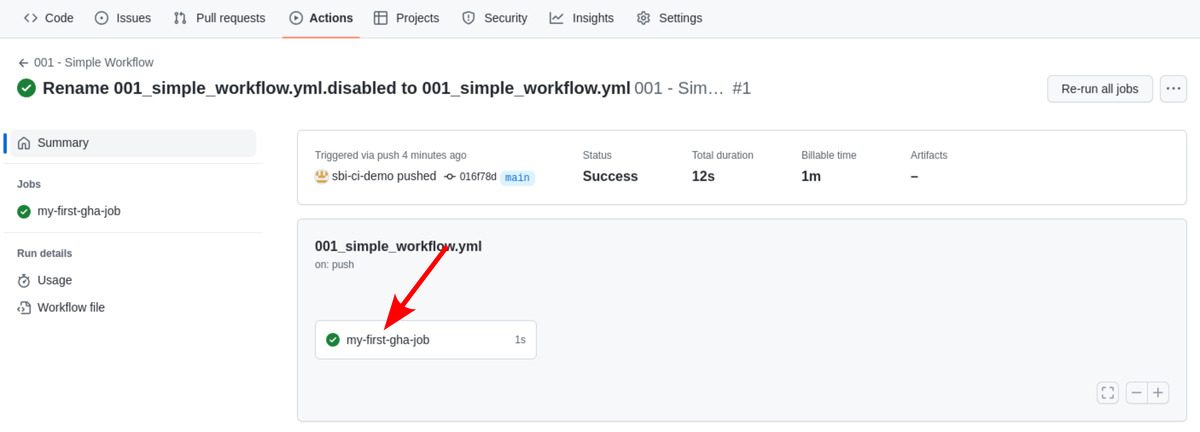 Code Issues Pull requests Actions Projects Security Insights Settings
001 - Simple Workflow
Rename 001_simple_workflow.yml.disabled to 001_simple_workflow.yml 001 - Sim… #1
Re-run all jobs
Summary
Jobs
my-first-gha-job
Run details
Usage
Workflow file
Triggered via push 4 minutes ago
sbi-ci-demo pushed 016f78d main
Status
Success
Total duration
12s
Billable time
1m
Artifacts
–
001_simple_workflow.yml
on: push
my-first-gha-job 1s